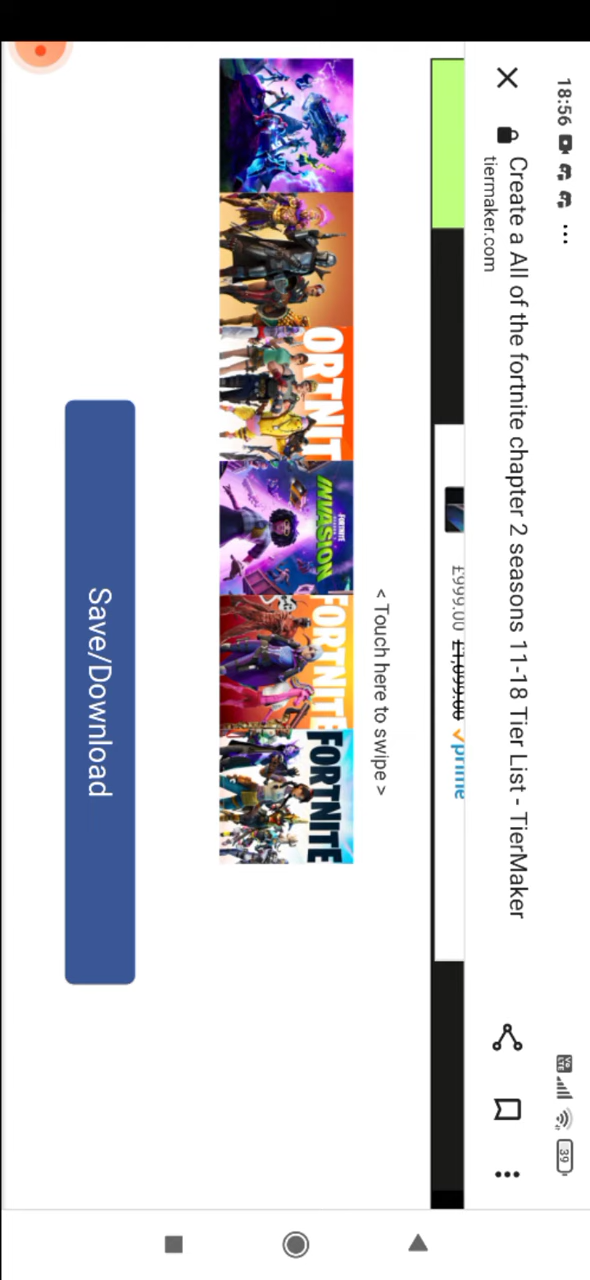 18:56 ...
39
Create a All of the fortnite chapter 2 seasons 11-18 Tier List - TierMaker
tiermaker.com
£999.00 £1,099.00 prime
< Touch here to swipe >
ORTNIT
FORTNITE
INVASION
FORTNITE
FORTNITE
Save/Download